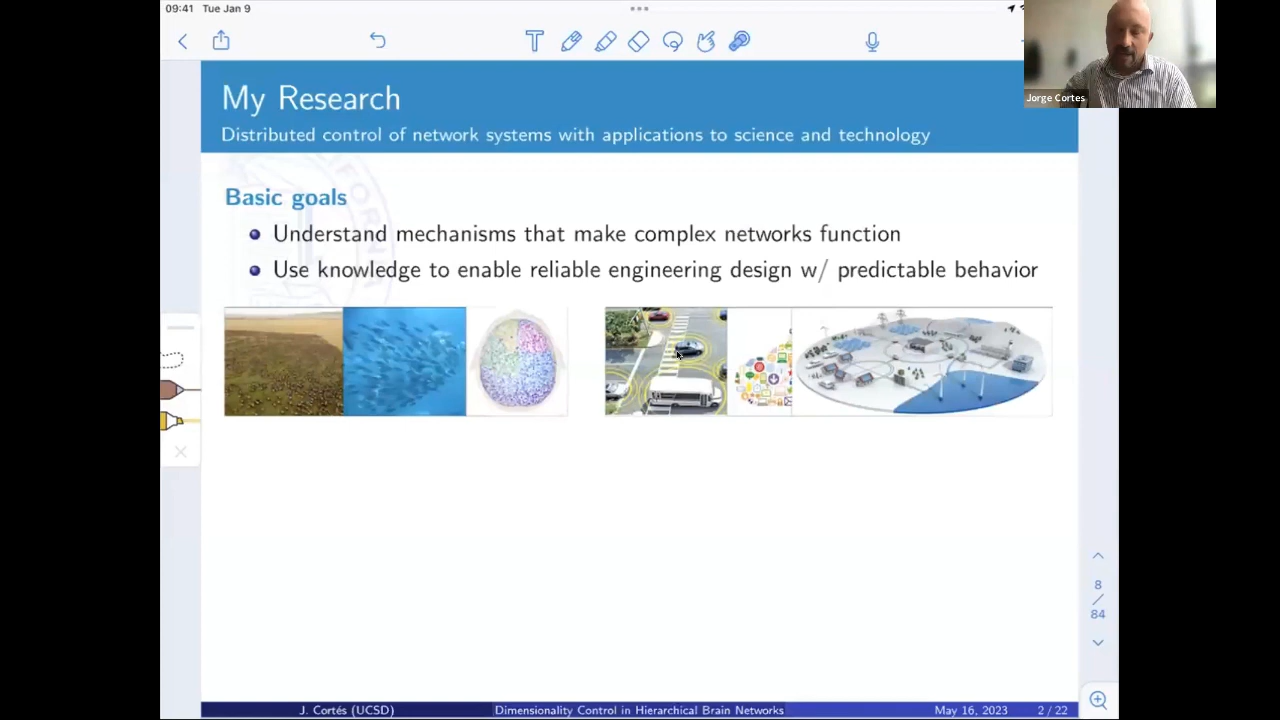 09:41 Tue Jan 9
Jorge Cortes
My Research
Distributed control of network systems with applications to science and technology
Basic goals
Understand mechanisms that make complex networks function
Use knowledge to enable reliable engineering design w/ predictable behavior
8
/
84
J. Cortés (UCSD) Dimensionality Control in Hierarchical Brain Networks May 16, 2023 2 / 22